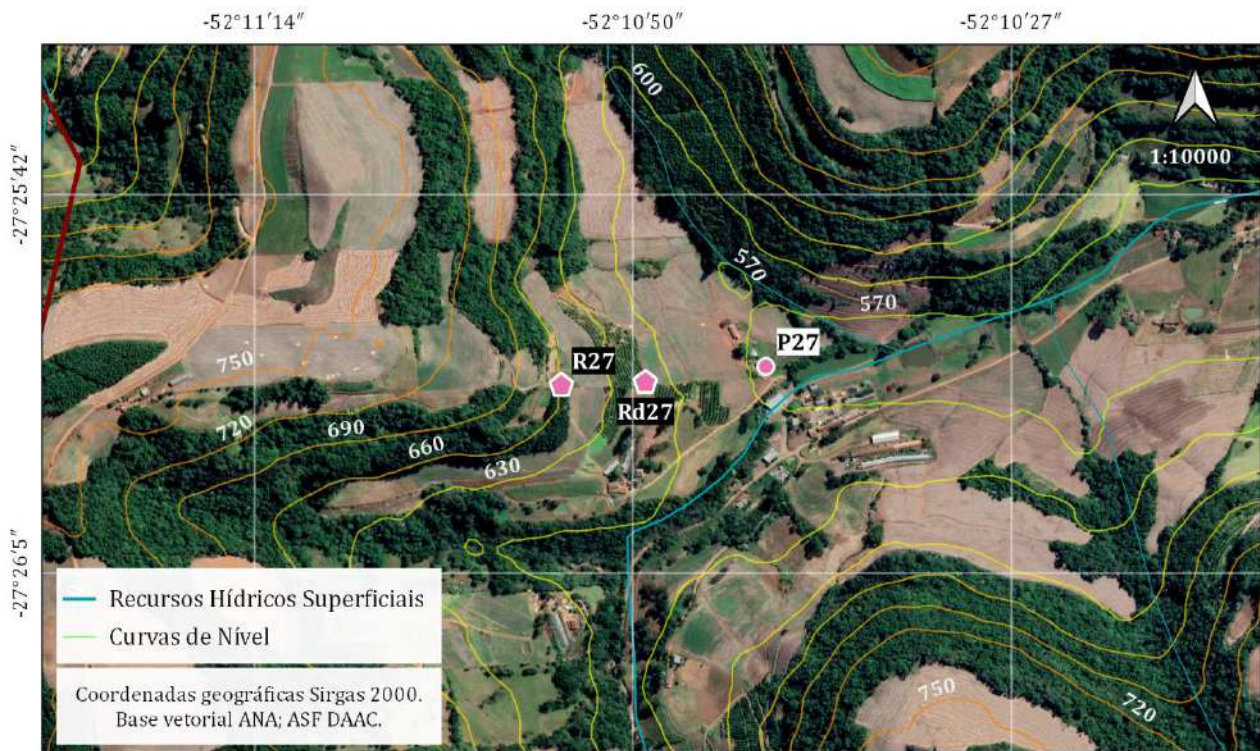 -52°11′14″
-52°10′50″
-52°10′27″
600
-27°25′42″
1:10000
570
570
P27
R27
750
Rd27
720
690
660
630
-27°26′5″
Recursos Hídricos Superficiais
Curvas de Nível
Coordenadas geográficas Sirgas 2000.
Base vetorial ANA; ASF DAAC.
750
720